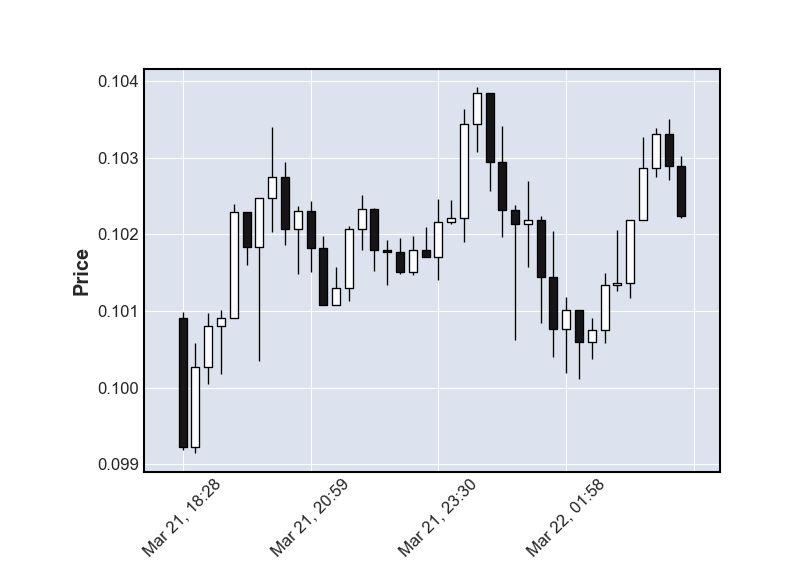 0.104
0.103
0.102
0.101
0.100
0.099
Price
Mar 21, 18:28
Mar 21, 20:59
Mar 21, 23:30
Mar 22, 01:58